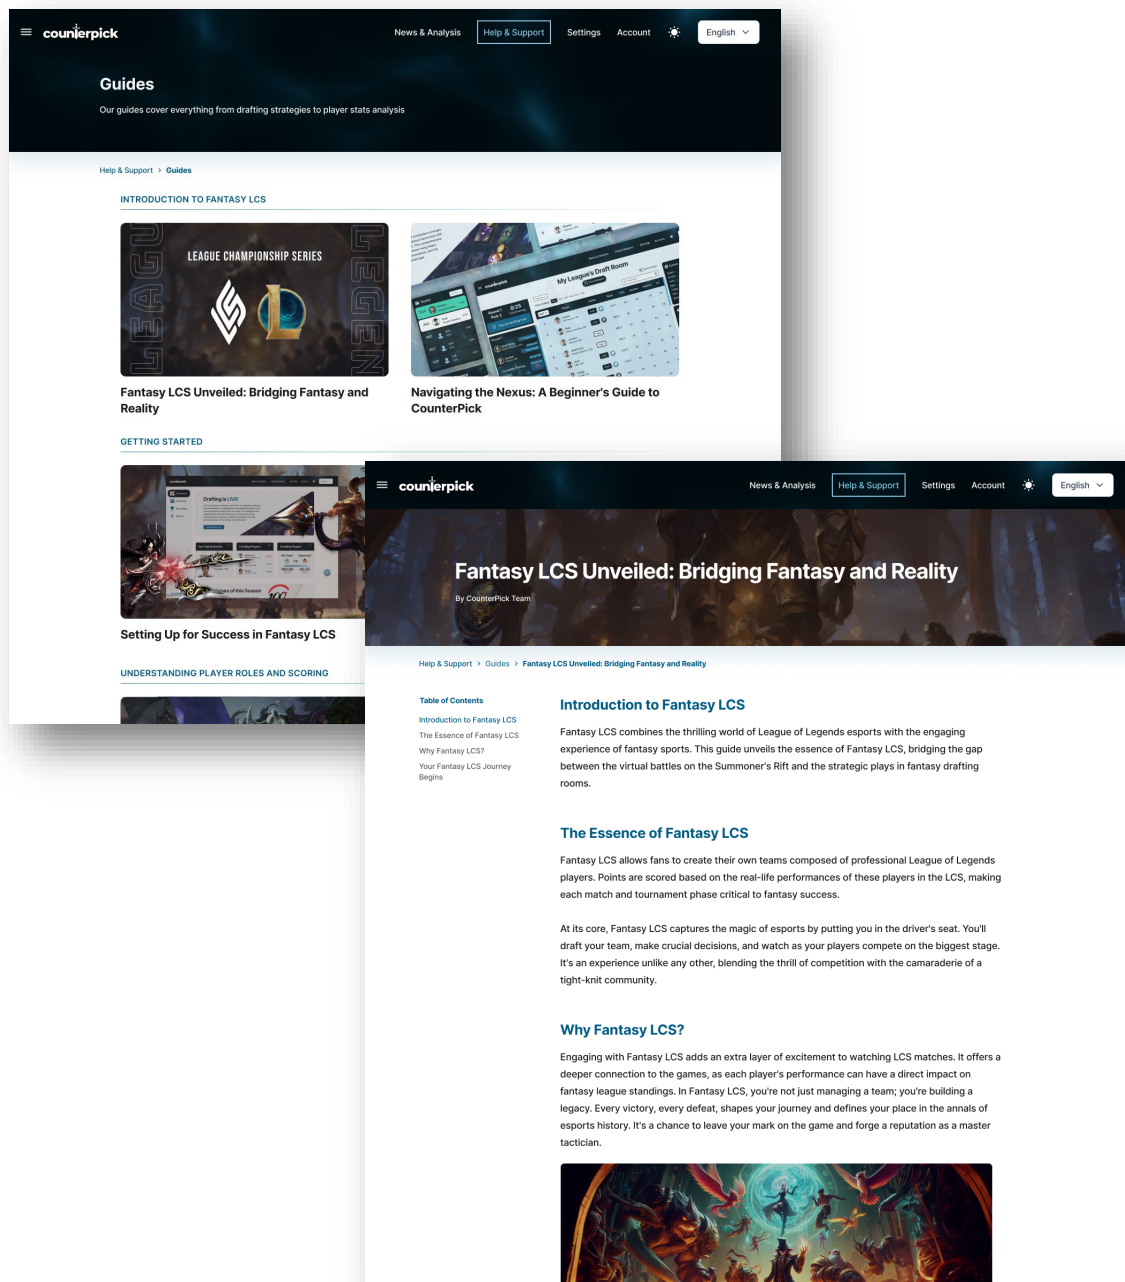 counterpick
News & Analysis
Help & Support
Settings
Account
English
Guides
Our guides cover everything from drafting strategies to player stats analysis
Help & Support > Guides
INTRODUCTION TO FANTASY LCS
LEAGUE CHAMPIONSHIP SERIES
My League's Draft Room
Fantasy LCS Unveiled: Bridging Fantasy and
Reality
Navigating the Nexus: A Beginner's Guide to
CounterPick
GETTING STARTED
Drafting is LIVE!
Setting Up for Success in Fantasy LCS
UNDERSTANDING PLAYER ROLES AND SCORING
counterpick
News & Analysis
Help & Support
Settings
Account
English
Fantasy LCS Unveiled: Bridging Fantasy and Reality
By CounterPick Team
Help & Support > Guides > Fantasy LCS Unveiled: Bridging Fantasy and Reality
Table of Contents
Introduction to Fantasy LCS
The Essence of Fantasy LCS
Why Fantasy LCS?
Your Fantasy LCS Journey
Begins
Introduction to Fantasy LCS
Fantasy LCS combines the thrilling world of League of Legends esports with the engaging
experience of fantasy sports. This guide unveils the essence of Fantasy LCS, bridging the gap
between the virtual battles on the Summoner's Rift and the strategic plays in fantasy drafting
rooms.
The Essence of Fantasy LCS
Fantasy LCS allows fans to create their own teams composed of professional League of Legends
players. Points are scored based on the real-life performances of these players in the LCS, making
each match and tournament phase critical to fantasy success.
At its core, Fantasy LCS captures the magic of esports by putting you in the driver's seat. You'll
draft your team, make crucial decisions, and watch as your players compete on the biggest stage.
It's an experience unlike any other, blending the thrill of competition with the camaraderie of a
tight-knit community.
Why Fantasy LCS?
Engaging with Fantasy LCS adds an extra layer of excitement to watching LCS matches. It offers a
deeper connection to the games, as each player's performance can have a direct impact on
fantasy league standings. In Fantasy LCS, you're not just managing a team; you're building a
legacy. Every victory, every defeat, shapes your journey and defines your place in the annals of
esports history. It's a chance to leave your mark on the game and forge a reputation as a master
tactician.